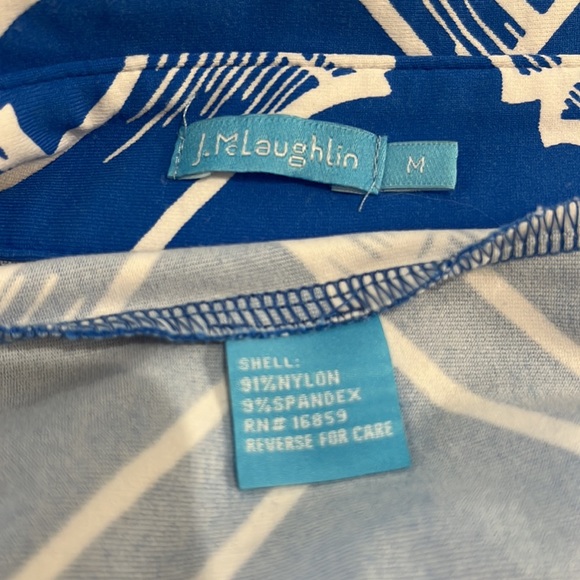 J.McLaughlin
M
SHELL:
91%NYLON
9%SPANDEX
RN# 16859
REVERSE FOR CARE